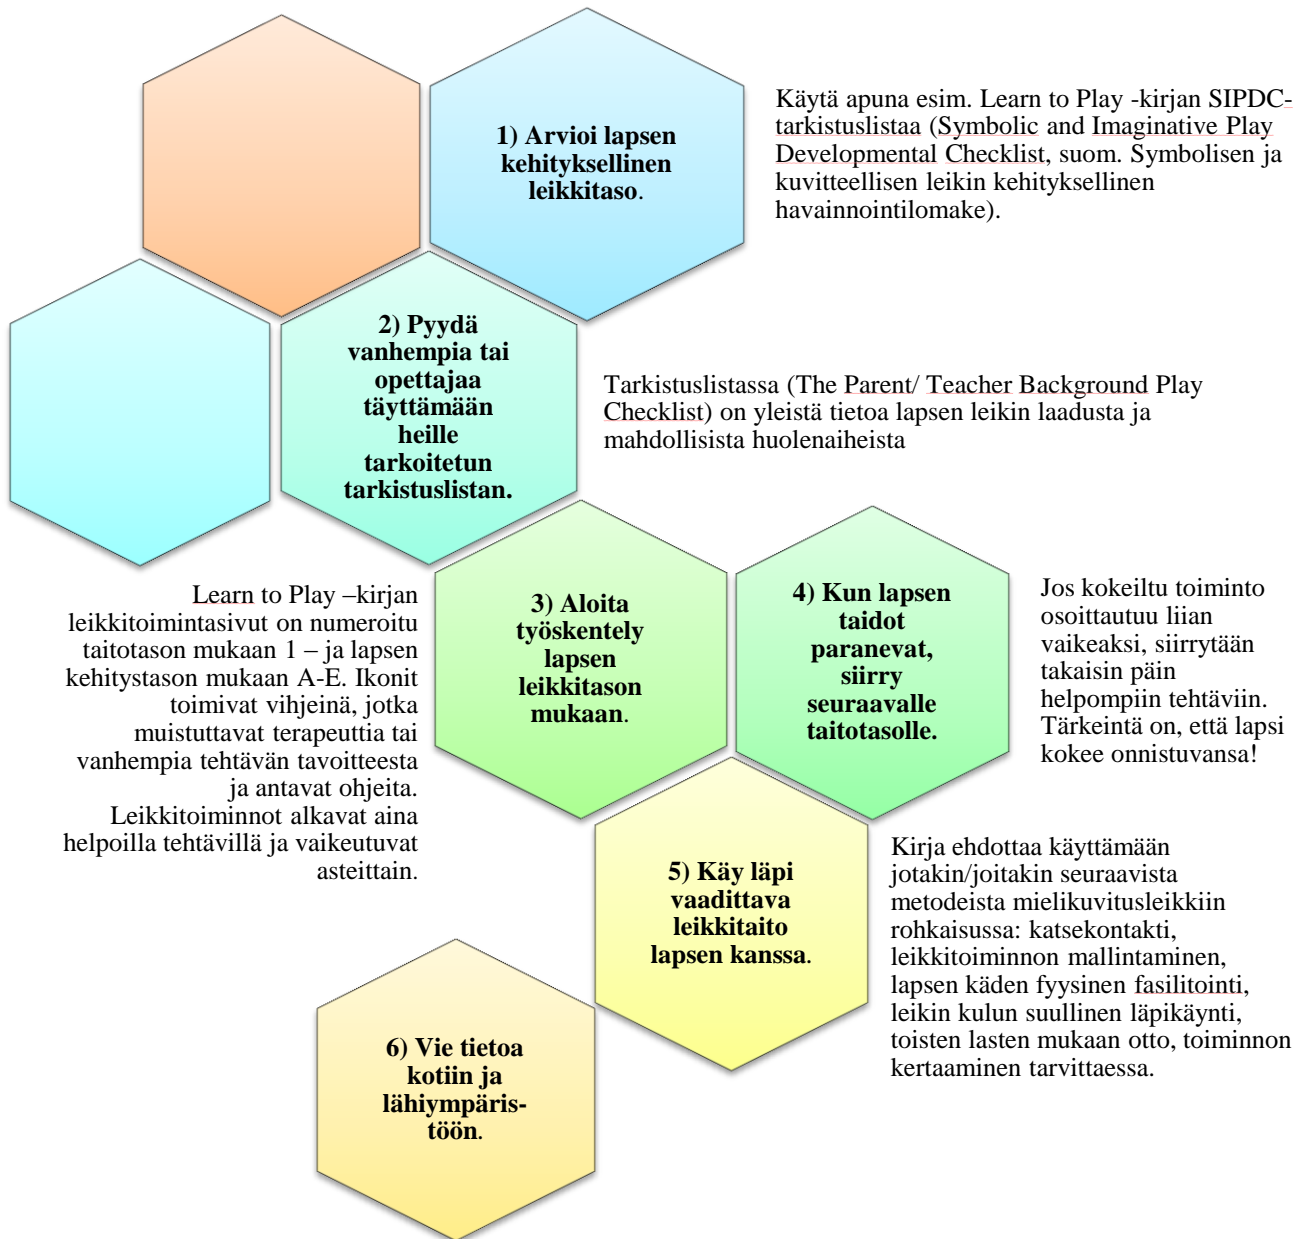 1) Arvioi lapsen
kehityksellinen
leikkitaso.
Käytä apuna esim. Learn to Play -kirjan SIPDC-
tarkistuslistaa (Symbolic and Imaginative Play
Developmental Checklist, suom. Symbolisen ja
kuvitteellisen leikin kehityksellinen
havainnointilomake).
2) Pyydä
vanhempia tai
opettajaa
täyttämään
heille
tarkoitetun
tarkistuslistan.
Tarkistuslistassa (The Parent/ Teacher Background Play
Checklist) on yleistä tietoa lapsen leikin laadusta ja
mahdollisista huolenaiheista
3) Aloita
työskentely
lapsen
leikkitason
mukaan.
Learn to Play –kirjan
leikkitoimintasivut on numeroitu
taitotason mukaan 1 – ja lapsen
kehitystason mukaan A-E. Ikonit
toimivat vihjeinä, jotka
muistuttavat terapeuttia tai
vanhempia tehtävän tavoitteesta
ja antavat ohjeita.
Leikkitoiminnot alkavat aina
helpoilla tehtävillä ja vaikeutuvat
asteittain.
4) Kun lapsen
taidot
paranevat,
siirry
seuraavalle
taitotasolle.
Jos kokeiltu toiminto
osoittautuu liian
vaikeaksi, siirrytään
takaisin päin
helpompiin tehtäviin.
Tärkeintä on, että lapsi
kokee onnistuvansa!
5) Käy läpi
vaadittava
leikkitaito
lapsen kanssa.
Kirja ehdottaa käyttämään
jotakin/joitakin seuraavista
metodeista mielikuvitusleikkiin
rohkaisussa: katsekontakti,
leikkitoiminnon mallintaminen,
lapsen käden fyysinen fasilitointi,
leikin kulun suullinen läpikäynti,
toisten lasten mukaan otto, toiminnon
kertaaminen tarvittaessa.
6) Vie tietoa
kotiin ja
lähiympäris-
töön.